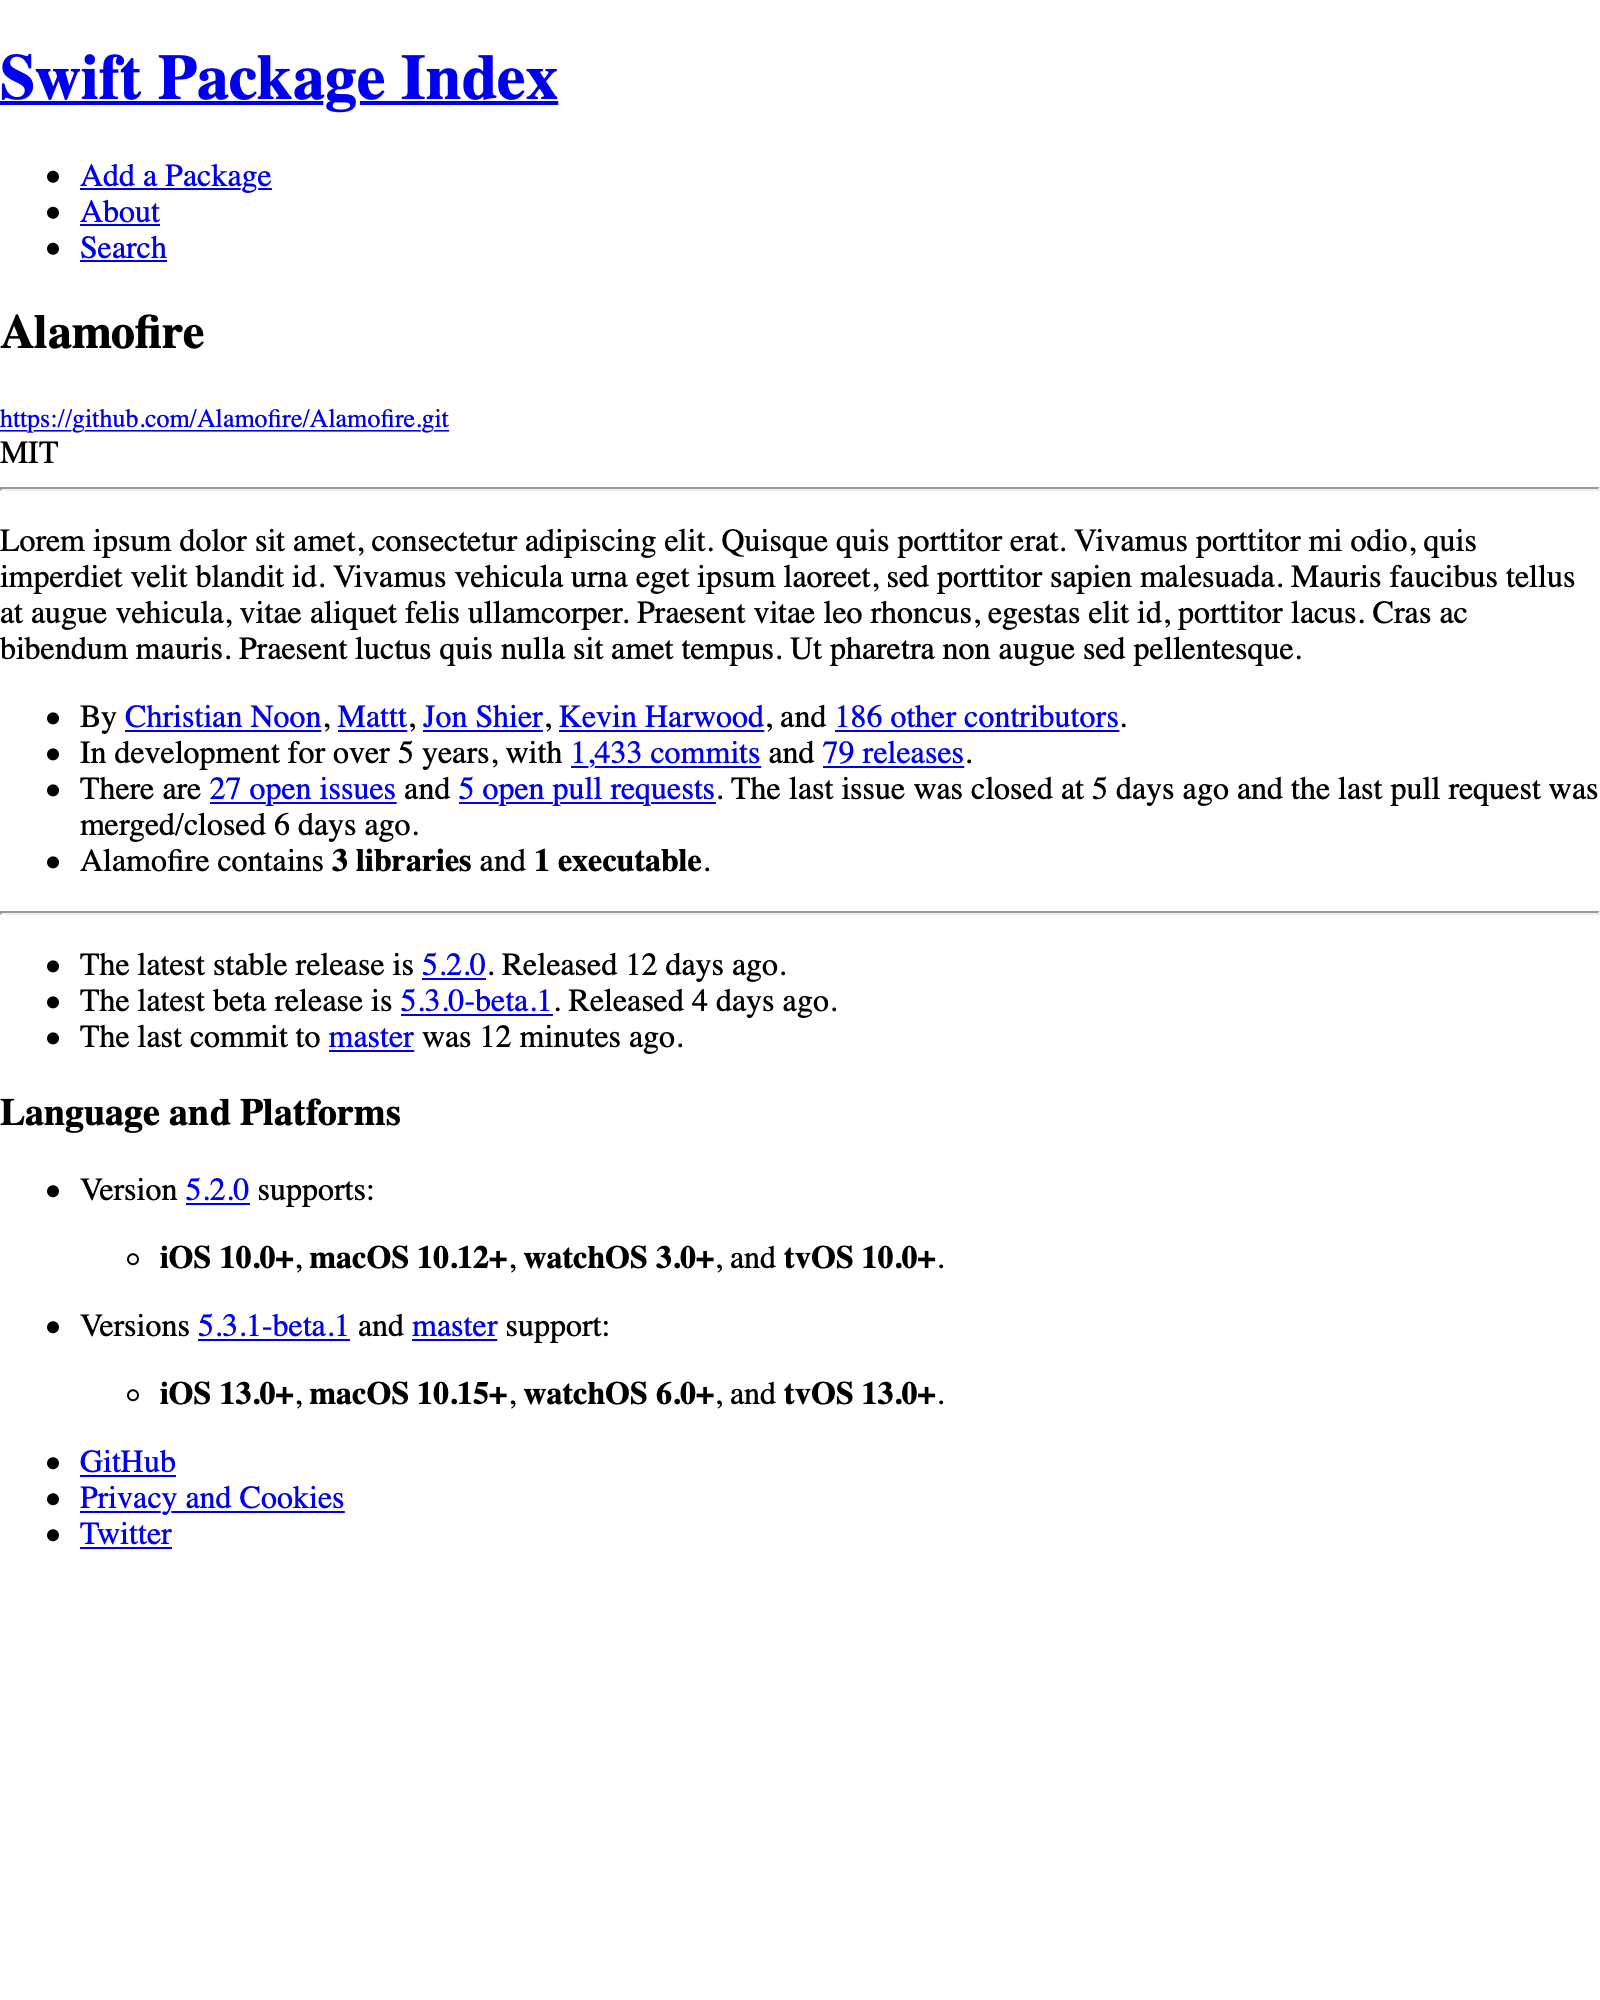 Swift Package Index
Add a Package
About
Search
Alamofire
https://github.com/Alamofire/Alamofire.git
MIT
Lorem ipsum dolor sit amet, consectetur adipiscing elit. Quisque quis porttitor erat. Vivamus porttitor mi odio, quis
imperdiet velit blandit id. Vivamus vehicula urna eget ipsum laoreet, sed porttitor sapien malesuada. Mauris faucibus tellus
at augue vehicula, vitae aliquet felis ullamcorper. Praesent vitae leo rhoncus, egestas elit id, porttitor lacus. Cras ac
bibendum mauris. Praesent luctus quis nulla sit amet tempus. Ut pharetra non augue sed pellentesque.
By Christian Noon, Mattt, Jon Shier, Kevin Harwood, and 186 other contributors.
In development for over 5 years, with 1,433 commits and 79 releases.
There are 27 open issues and 5 open pull requests. The last issue was closed at 5 days ago and the last pull request was
merged/closed 6 days ago.
Alamofire contains 3 libraries and 1 executable.
The latest stable release is 5.2.0. Released 12 days ago.
The latest beta release is 5.3.0-beta.1. Released 4 days ago.
The last commit to master was 12 minutes ago.
Language and Platforms
Version 5.2.0 supports:
iOS 10.0+, macOS 10.12+, watchOS 3.0+, and tvOS 10.0+.
Versions 5.3.1-beta.1 and master support:
iOS 13.0+, macOS 10.15+, watchOS 6.0+, and tvOS 13.0+.
GitHub
Privacy and Cookies
Twitter